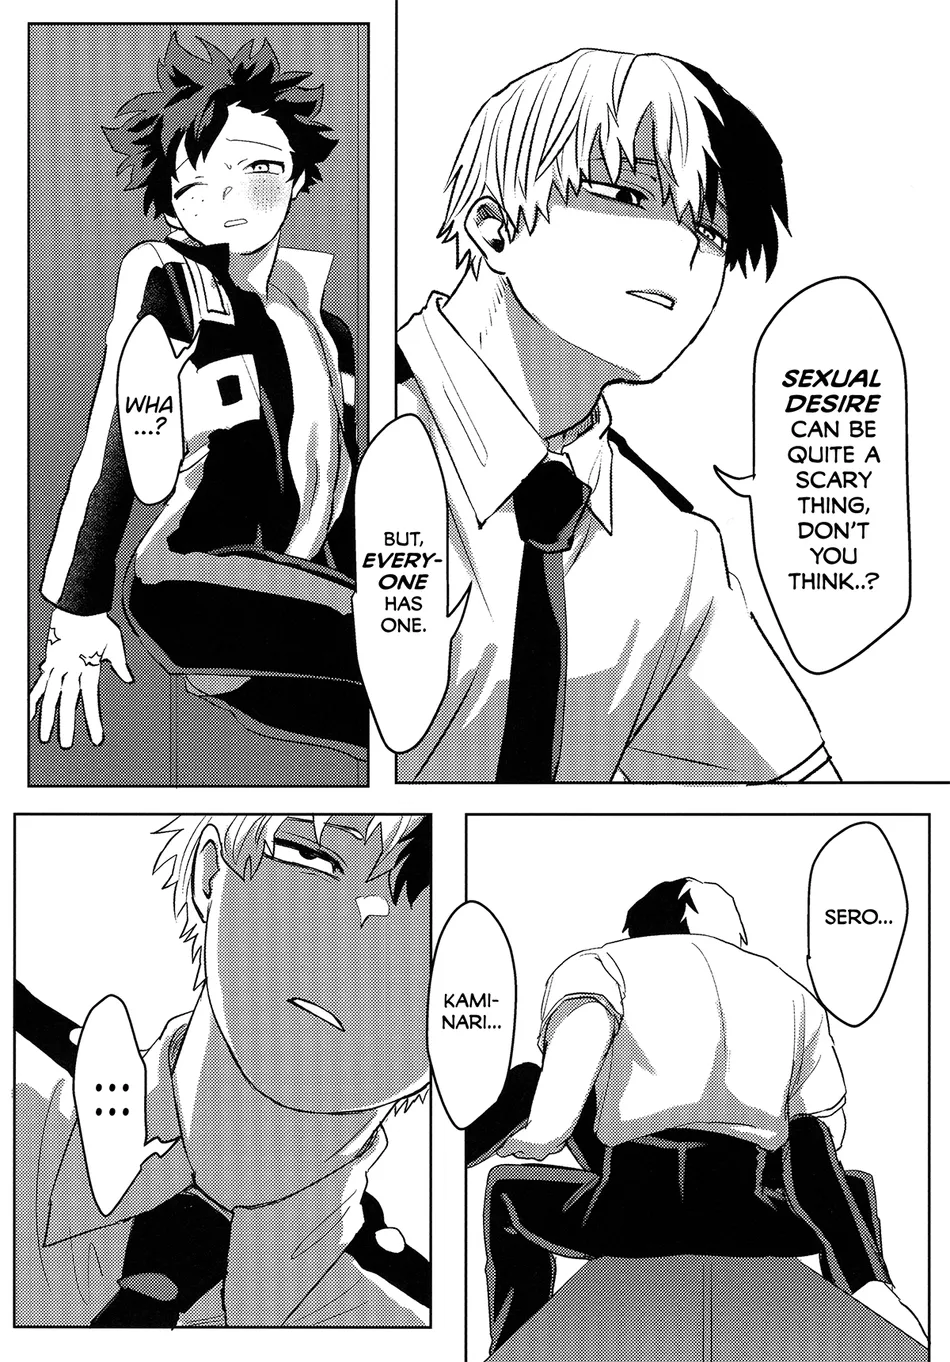 SEXUAL
DESIRE
CAN BE
QUITE A
SCARY
THING,
DON'T
YOU
THINK..?
BUT,
EVERY-
ONE
HAS
ONE.
WHA
...?
SERO...
KAMI-
NARI...
...
...